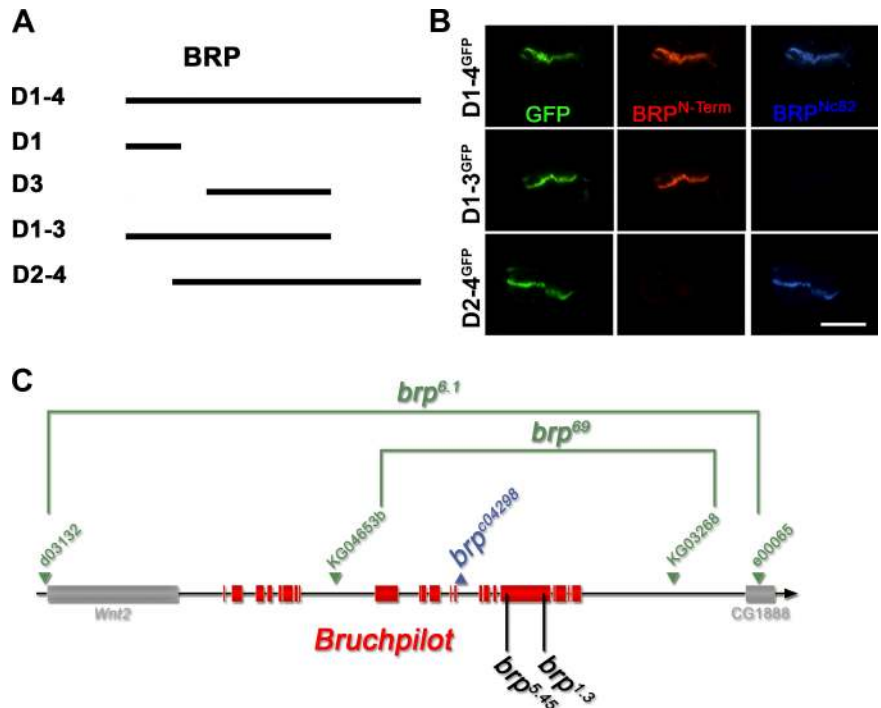 A
BRP
D1-4
D1
D3
D1-3
D2-4
B
D1-4GFP
GFP
BRPN-Term
BRPNc82
D1-3GFP
D2-4GFP
C
brp6.1
brp69
d03132
KG04653b
brpc04298
KG03268
e00065
Wnt2
CG1888
Bruchpilot
brp5.45
brp1.3